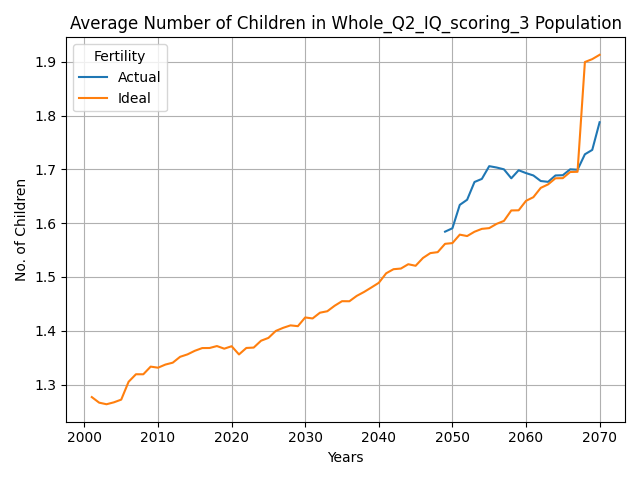 Average Number of Children in Whole_Q2_IQ_scoring_3 Population
Fertility
Actual
Ideal
No. of Children
1.9
1.8
1.7
1.6
1.5
1.4
1.3
2000 2010 2020 2030 2040 2050 2060 2070
Years